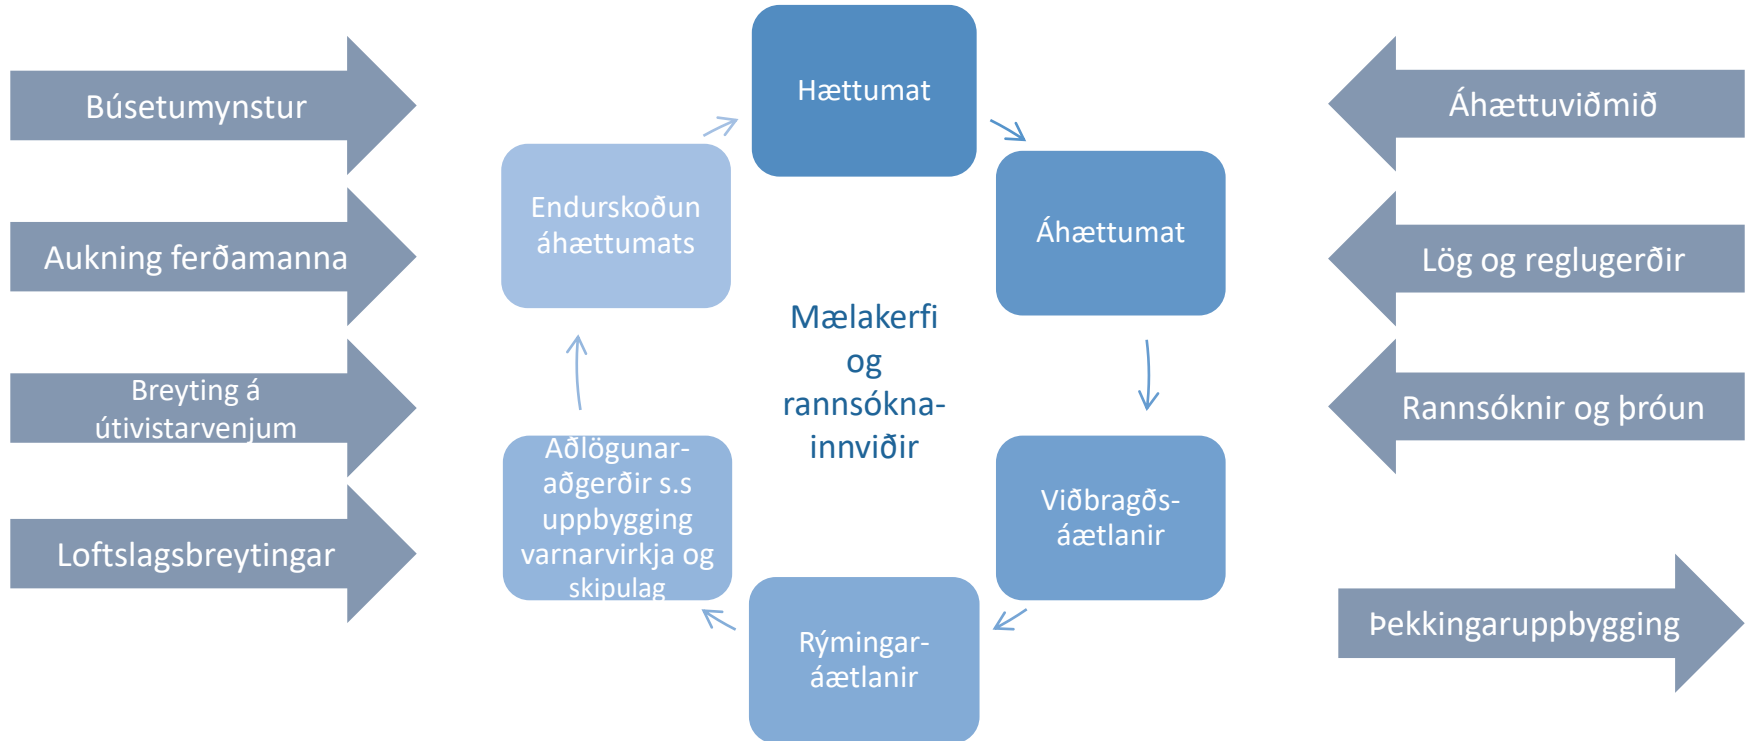 Búsetumynstur
Aukning ferðamanna
Breyting á
útivistarvenjum
Loftslagsbreytingar
Hættumat
Áhættumat
Viðbragðs-
áætlanir
Rýmingar-
áætlanir
Aðlögunar-
aðgerðir s.s
uppbygging
varnarvirkja og
skipulag
Endurskoðun
áhættumats
Mælakerfi
og
rannsókna-
innviðir
Áhættuviðmið
Lög og reglugerðir
Rannsóknir og þróun
Þekkingaruppbygging